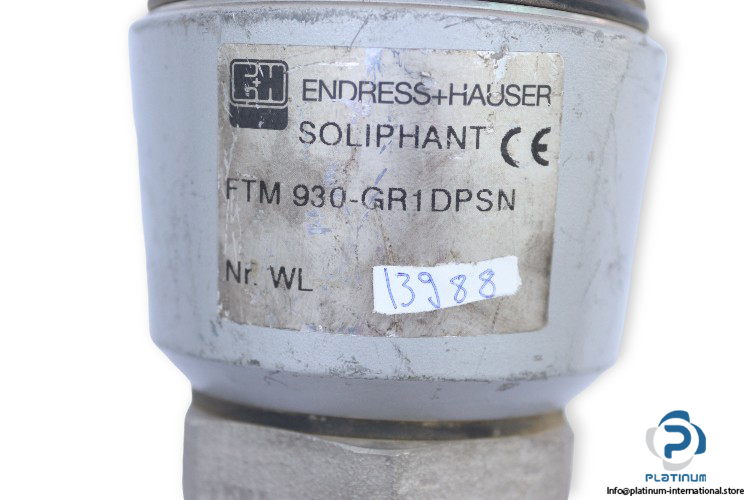 E+H ENDRESS+HAUSER
SOLIPHANT CE
FTM 930-GR1DPSN
Nr. WL 13988
PLATINUM
Info@platinum-international.store